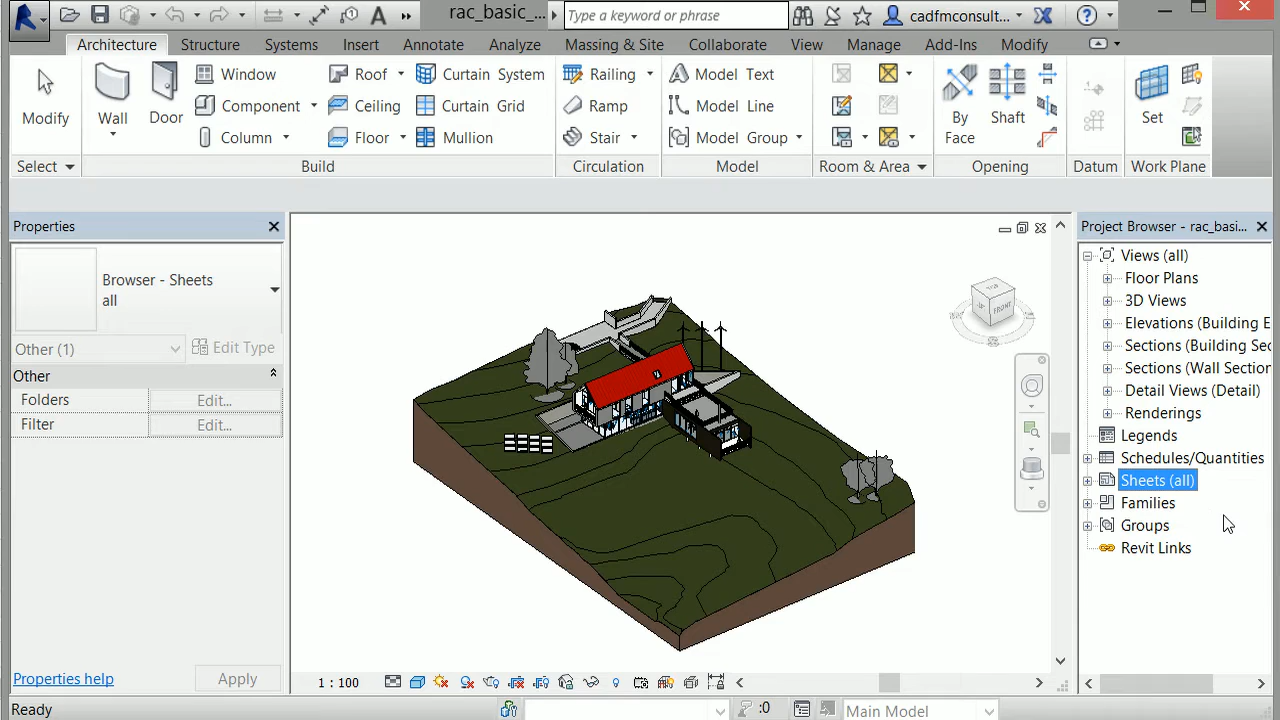 rac_basic_...
Type a keyword or phrase
cadfmconsult...
Architecture Structure Systems Insert Annotate Analyze Massing & Site Collaborate View Manage Add-Ins Modify
Modify
Wall
Door
Window
Component
Column
Roof
Ceiling
Floor
Curtain System
Curtain Grid
Mullion
Railing
Ramp
Stair
Model Text
Model Line
Model Group
By
Face
Shaft
Set
Select Build Circulation Model Room & Area Opening Datum Work Plane
Properties
Browser - Sheets
all
Other (1)
Edit Type
Other
Folders Edit...
Filter Edit...
Properties help
Apply
FRONT
Project Browser - rac_basi...
Views (all)
Floor Plans
3D Views
Elevations (Building E
Sections (Building Sec
Sections (Wall Section
Detail Views (Detail)
Renderings
Legends
Schedules/Quantities
Sheets (all)
Families
Groups
Revit Links
1 : 100
Ready
:0
Main Model